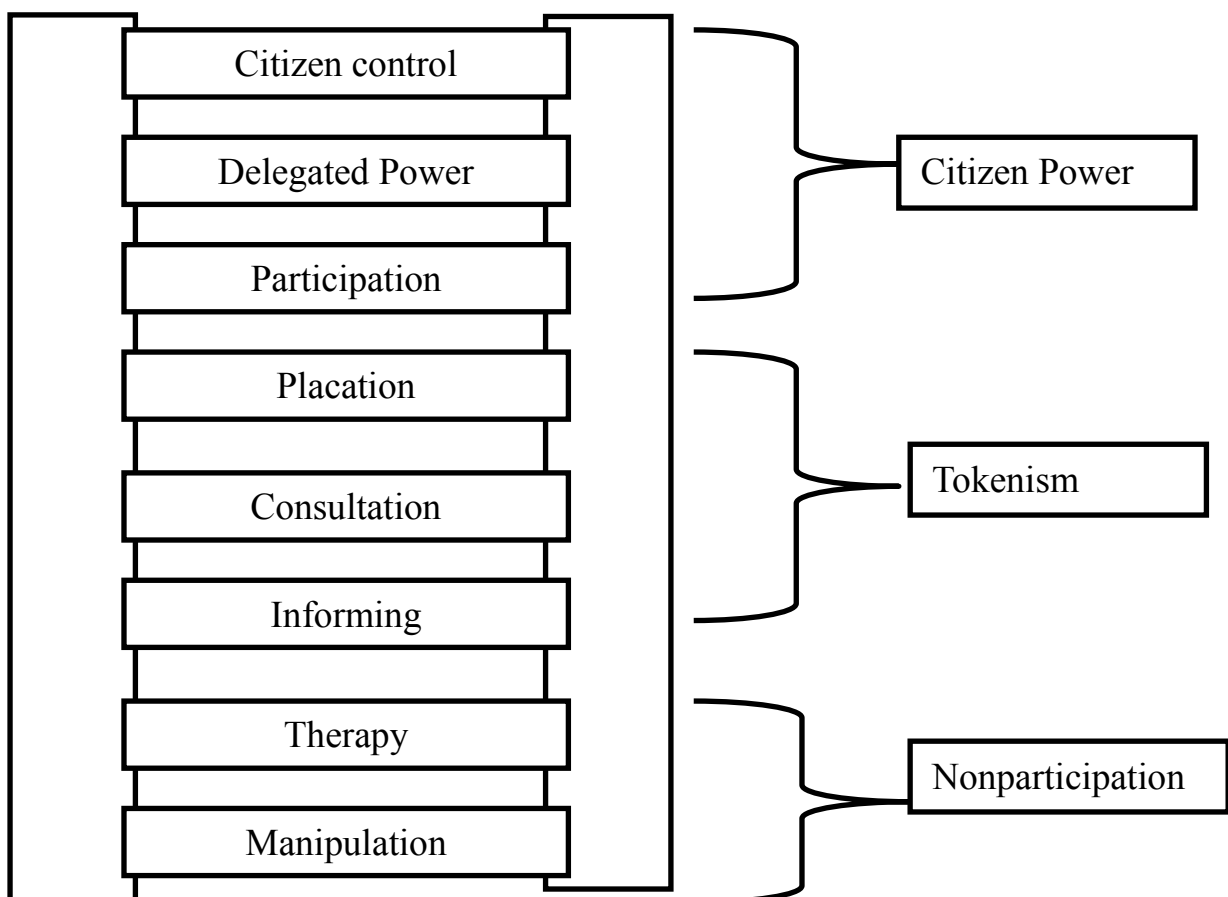 Citizen control
Delegated Power
Participation
Placation
Consultation
Informing
Therapy
Manipulation
Citizen Power
Tokenism
Nonparticipation